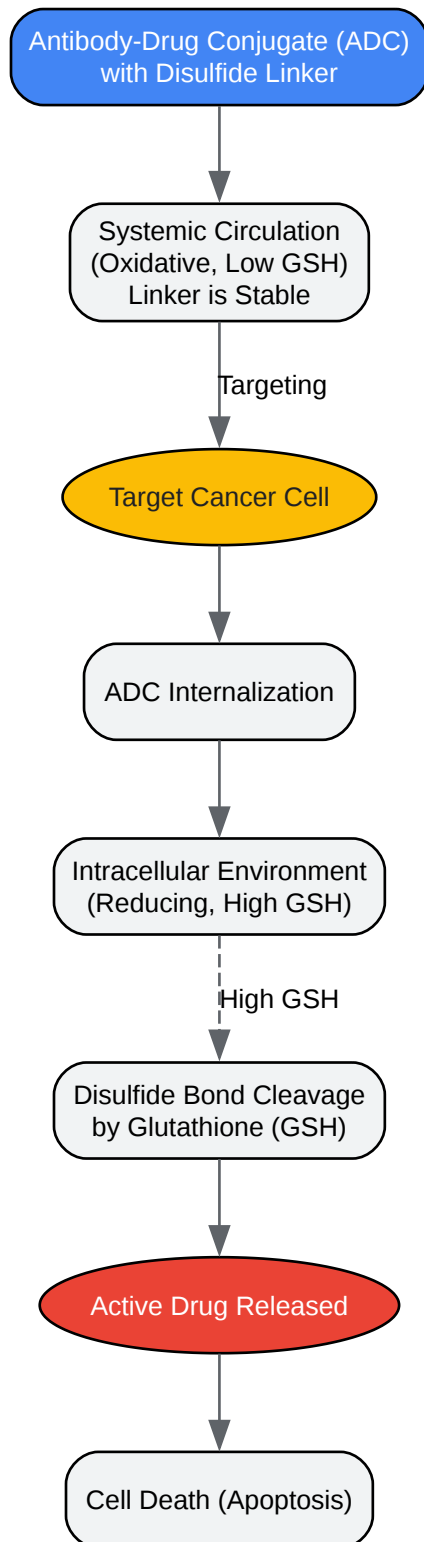 Antibody-Drug Conjugate (ADC)
with Disulfide Linker
Systemic Circulation
(Oxidative, Low GSH)
Linker is Stable
Targeting
Target Cancer Cell
ADC Internalization
Intracellular Environment
(Reducing, High GSH)
High GSH
Disulfide Bond Cleavage
by Glutathione (GSH)
Active Drug Released
Cell Death (Apoptosis)